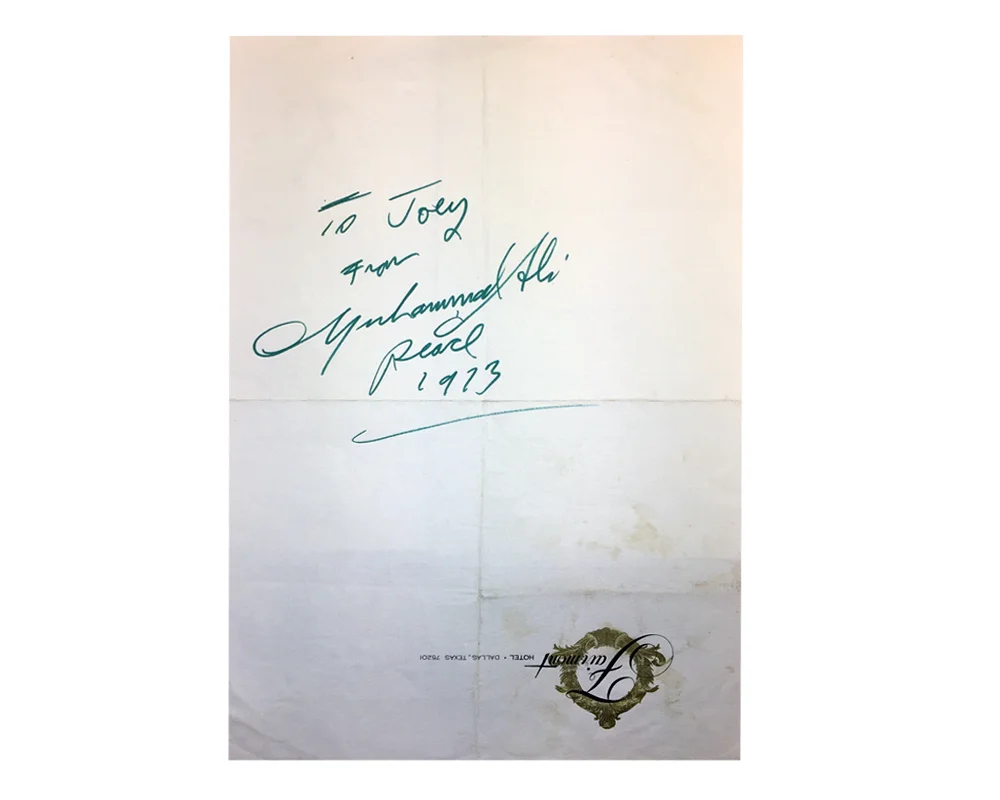 To Joey
From
Muhammad Ali
Peace
1973
Fairmont
HOTEL • DALLAS, TEXAS 75201